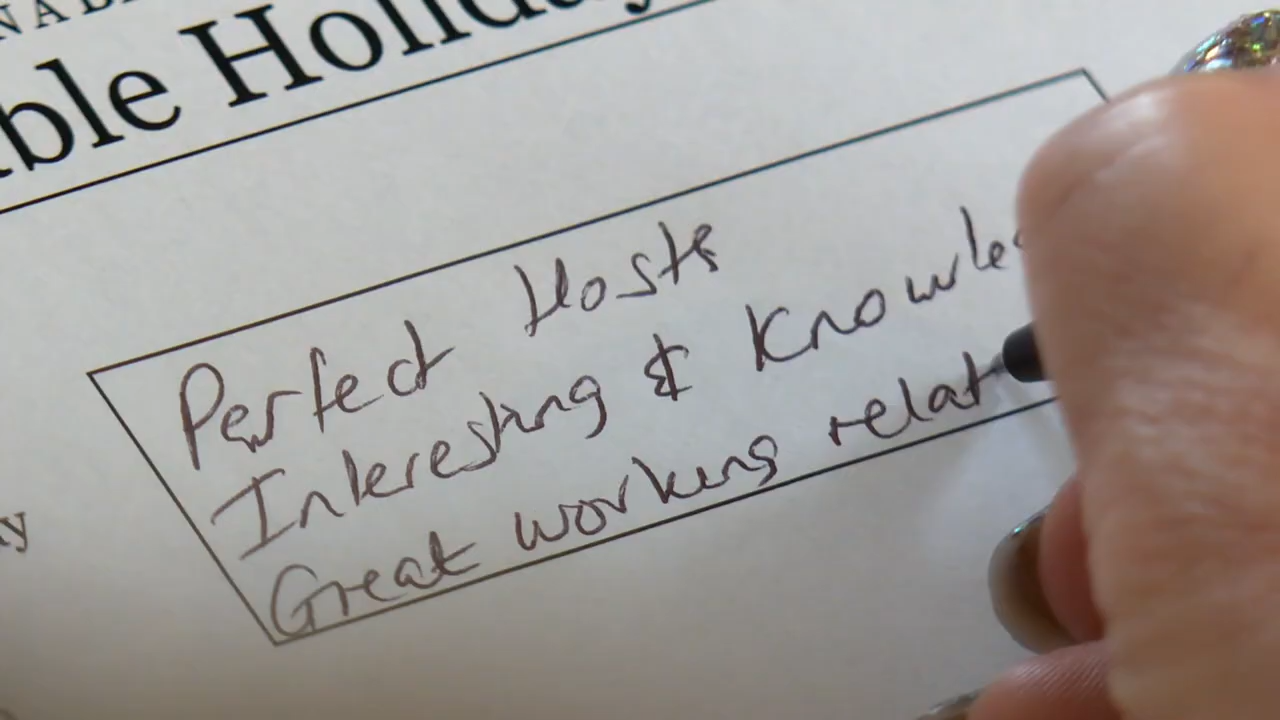 ble Holiday
Perfect Hosts
Interesting & Knowle
Great working relat